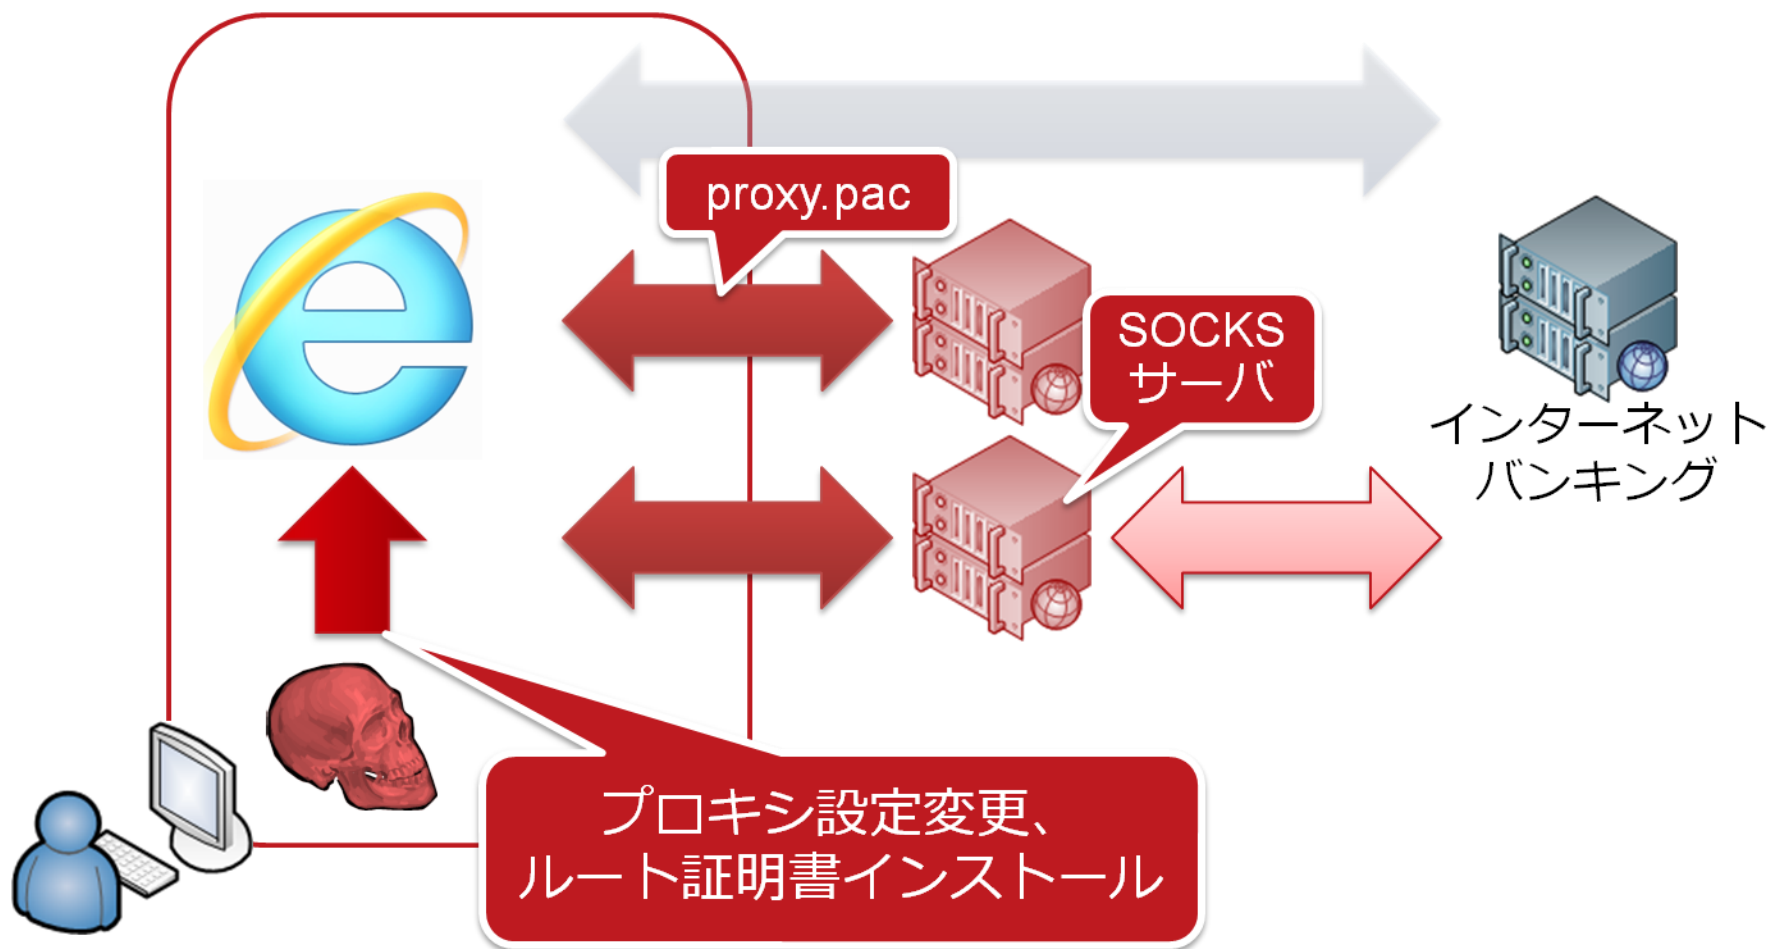 proxy.pac
SOCKS
サーバ
インターネット
バンキング
プロキシ設定変更、
ルート証明書インストール